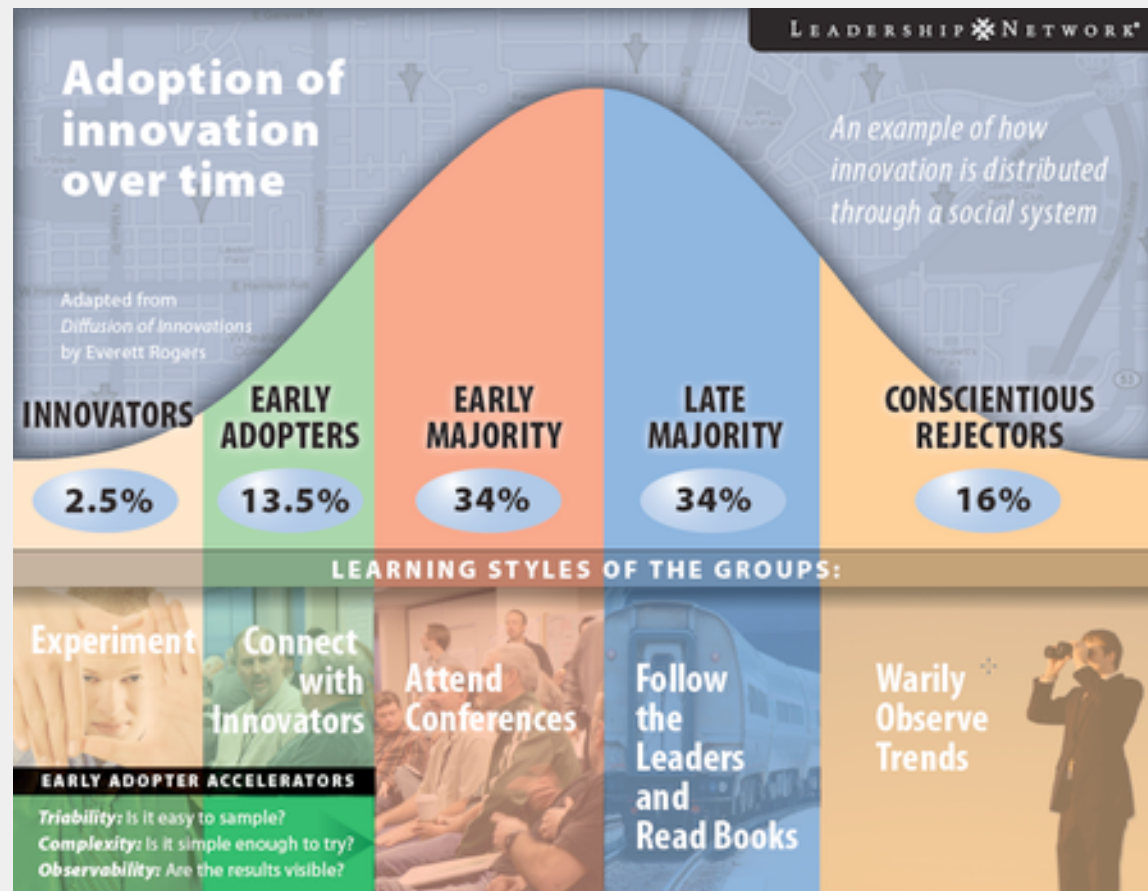 LEADERSHIP NETWORK®
Adoption of
innovation
over time
An example of how
innovation is distributed
through a social system
Adapted from
Diffusion of Innovations
by Everett Rogers
INNOVATORS
2.5%
EARLY
ADOPTERS
13.5%
EARLY
MAJORITY
34%
LATE
MAJORITY
34%
CONSCIENTIOUS
REJECTORS
16%
LEARNING STYLES OF THE GROUPS:
Experiment
Connect
with
Innovators
Attend
Conferences
Follow
the
Leaders
and
Read Books
Warily
Observe
Trends
EARLY ADOPTER ACCELERATORS
Triability: Is it easy to sample?
Complexity: Is it simple enough to try?
Observability: Are the results visible?